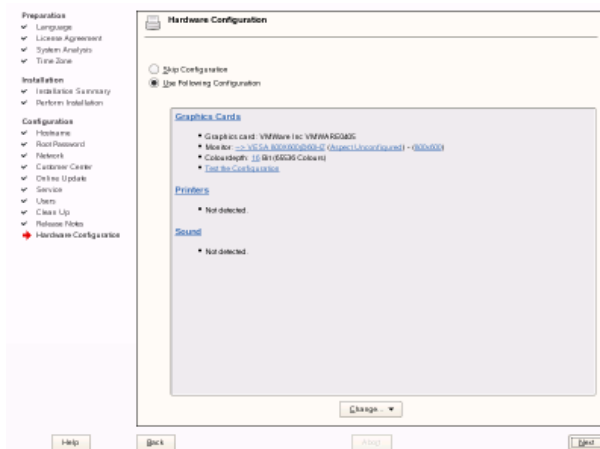 Preparation
Language
License Agreement
System Analysis
Time Zone
Installation
Installation Summary
Perform Installation
Configuration
Hostname
Root Password
Network
Customer Center
Online Update
Service
Users
Clean Up
Release Notes
Hardware Configuration
Hardware Configuration
Skip Configuration
Use Following Configuration
Graphics Cards
• Graphics card: VMWare Inc VMWARE0405
• Monitor: --> VESA 800X600@60HZ (Aspect Unconfigured) - (800x600)
• Colourdepth: 16 Bit (65536 Colours)
• Test the Configuration
Printers
• Not detected.
Sound
• Not detected.
Change...
Help
Back
Abort
Next